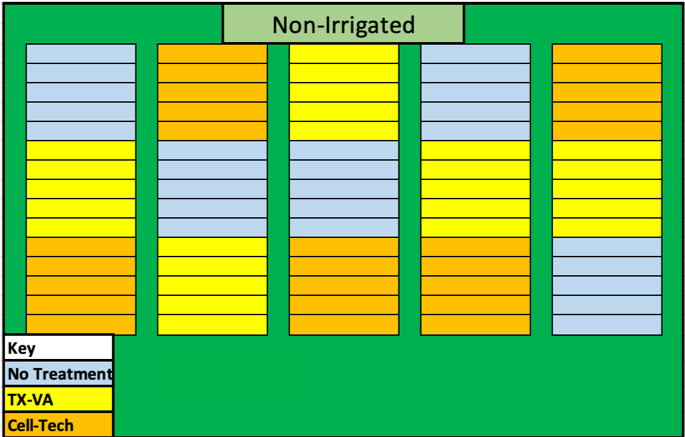 Non-Irrigated
Key
No Treatment
TX-VA
Cell-Tech